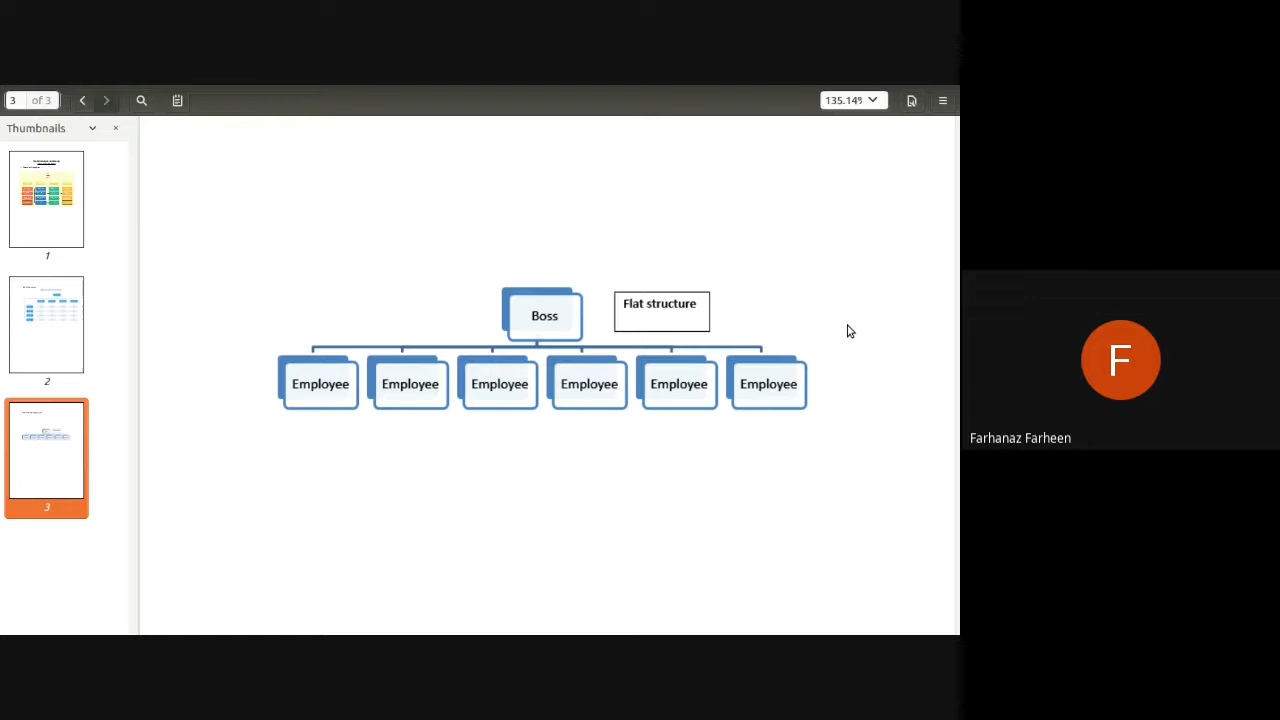 3 of 3
135.14%
Thumbnails
Boss
Flat structure
Employee Employee Employee Employee Employee Employee
1
2
3
F
Farhanaz Farheen